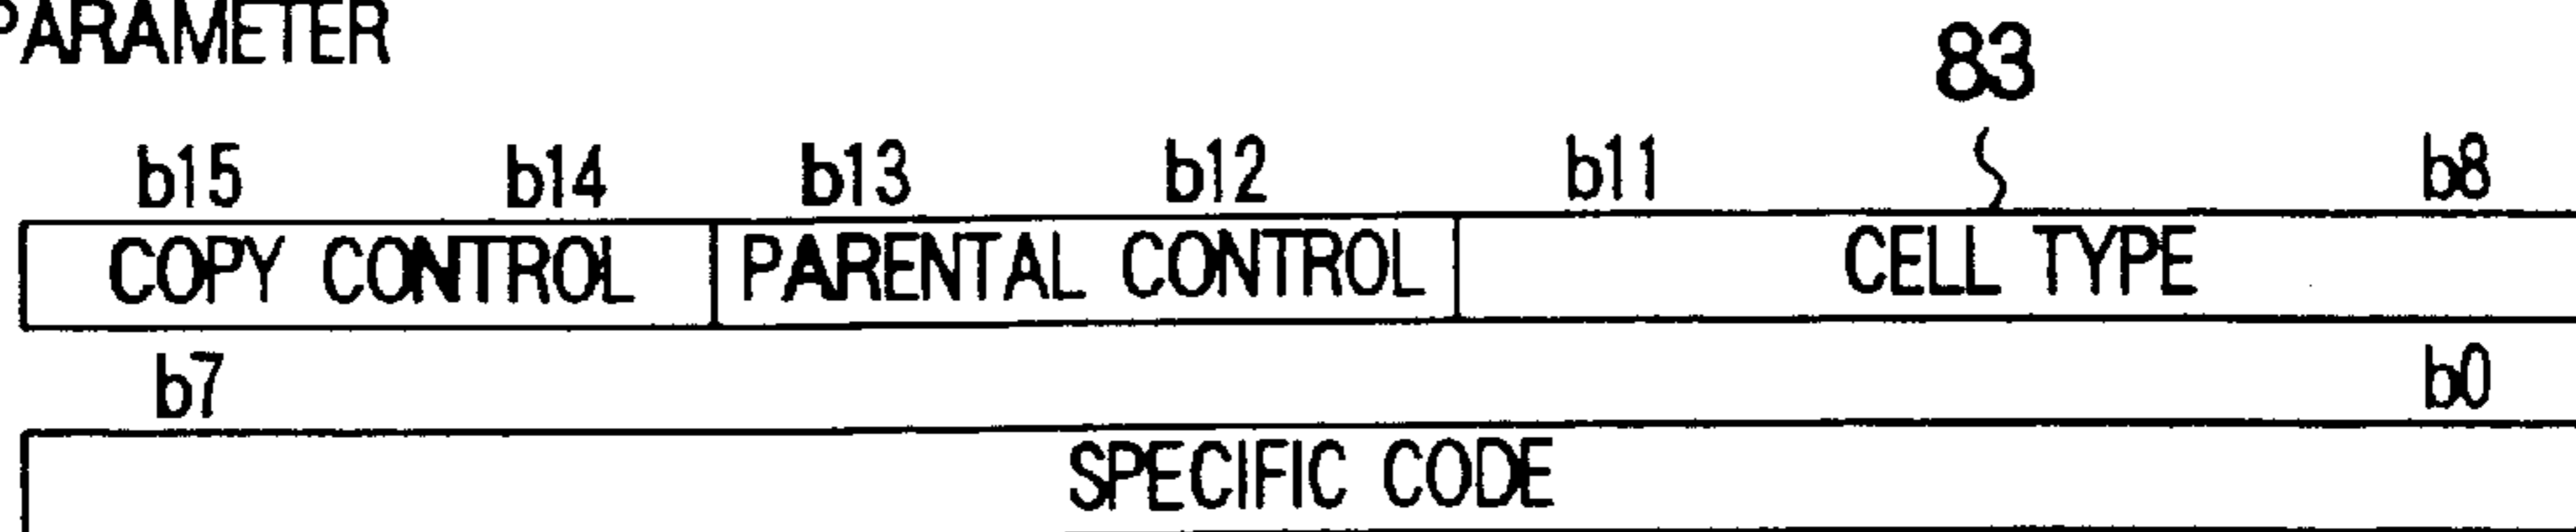 PARAMETER
83
b15 b14 b13 b12 b11 b8
COPY CONTROL PARENTAL CONTROL CELL TYPE
b7 b0
SPECIFIC CODE